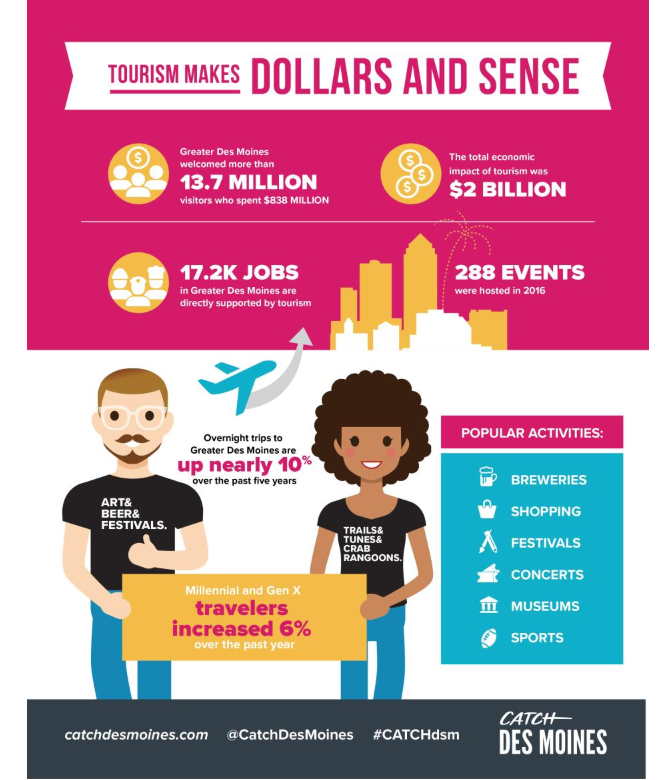 TOURISM MAKES DOLLARS AND SENSE
Greater Des Moines
welcomed more than
13.7 MILLION
visitors who spent $838 MILLION
The total economic
impact of tourism was
$2 BILLION
17.2K JOBS
in Greater Des Moines are
directly supported by tourism
288 EVENTS
were hosted in 2016
Overnight trips to
Greater Des Moines are
up nearly 10%
over the past five years
ART&
BEER&
FESTIVALS.
TRAILS&
TUNES&
CRAB
RANGOONS.
Millennial and Gen X
travelers
increased 6%
over the past year
POPULAR ACTIVITIES:
BREWERIES
SHOPPING
FESTIVALS
CONCERTS
MUSEUMS
SPORTS
catchdesmoines.com @CatchDesMoines #CATCHdsm
CATCH
DES MOINES